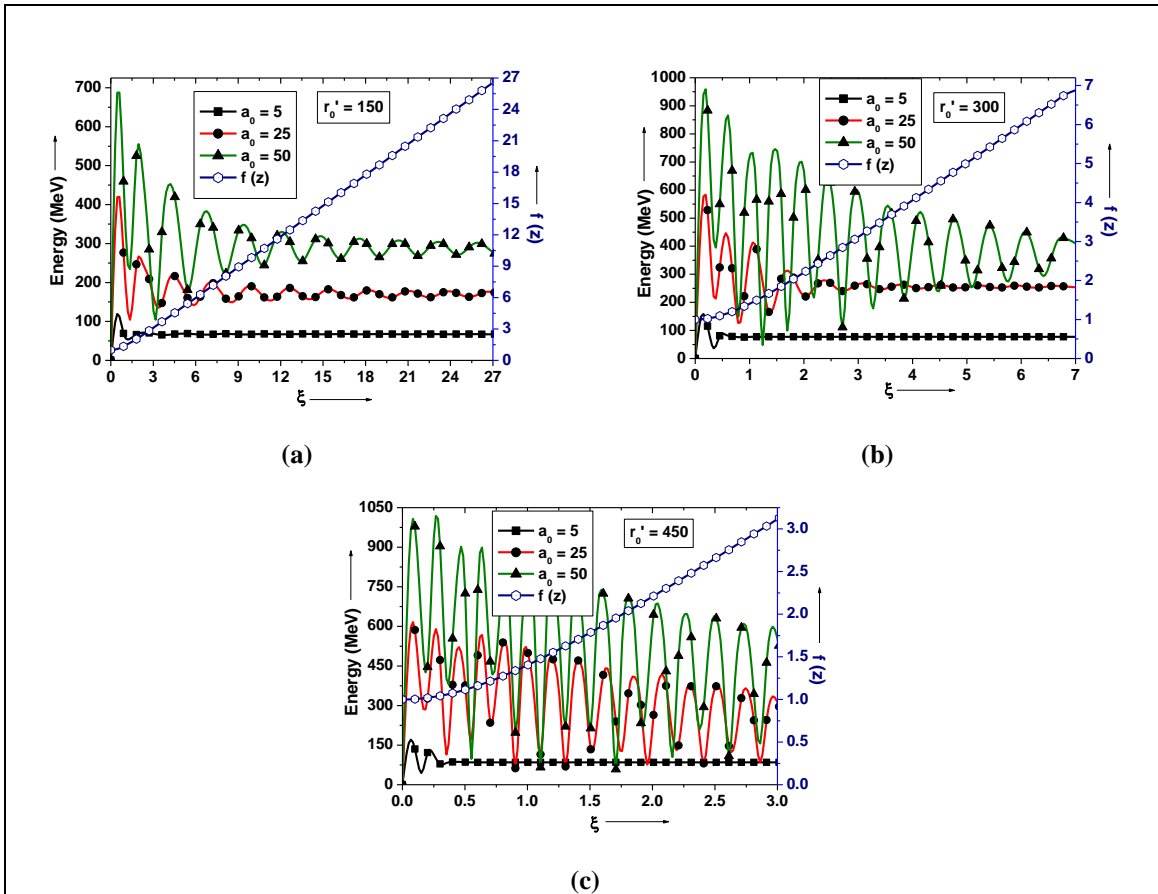 a₀ = 5
a₀ = 25
a₀ = 50
f (z)
r₀' = 150
Energy (MeV)
0
100
200
300
400
500
600
700
0 3 6 9 12 15 18 21 24 27
ξ
0
3
6
9
12
15
18
21
24
27
f (z)
(a)
a₀ = 5
a₀ = 25
a₀ = 50
f (z)
r₀' = 300
Energy (MeV)
0
100
200
300
400
500
600
700
800
900
1000
0 1 2 3 4 5 6 7
ξ
0
1
2
3
4
5
6
7
f (z)
(b)
a₀ = 5
a₀ = 25
a₀ = 50
f (z)
r₀' = 450
Energy (MeV)
0
150
300
450
600
750
900
1050
0.0 0.5 1.0 1.5 2.0 2.5 3.0
ξ
0.0
0.5
1.0
1.5
2.0
2.5
3.0
f (z)
(c)